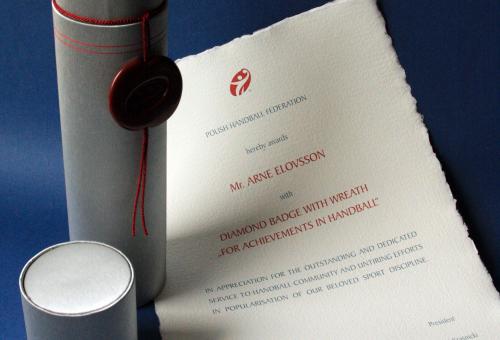 POLISH HANDBALL FEDERATION
hereby awards
Mr. ARNE ELOVSSON
with
DIAMOND BADGE WITH WREATH
„FOR ACHIEVEMENTS IN HANDBALL”
IN APPRECIATION FOR THE OUTSTANDING AND DEDICATED
SERVICE TO HANDBALL COMMUNITY AND UNTIRING EFFORTS
IN POPULARISATION OF OUR BELOVED SPORT DISCIPLINE.
President